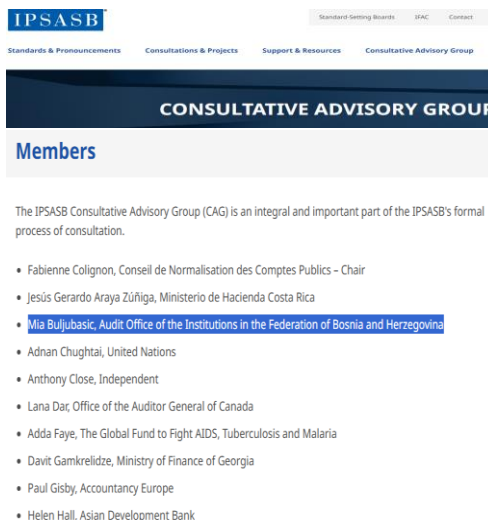 IPSASB
Standard-Setting Boards IFAC Contact
Standards & Pronouncements Consultations & Projects Support & Resources Consultative Advisory Group
CONSULTATIVE ADVISORY GROUP
Members
The IPSASB Consultative Advisory Group (CAG) is an integral and important part of the IPSASB's formal
process of consultation.
• Fabienne Colignon, Conseil de Normalisation des Comptes Publics – Chair
• Jesús Gerardo Araya Zúñiga, Ministerio de Hacienda Costa Rica
• Mia Buljubasic, Audit Office of the Institutions in the Federation of Bosnia and Herzegovina
• Adnan Chughtai, United Nations
• Anthony Close, Independent
• Lana Dar, Office of the Auditor General of Canada
• Adda Faye, The Global Fund to Fight AIDS, Tuberculosis and Malaria
• Davit Gamkrelidze, Ministry of Finance of Georgia
• Paul Gisby, Accountancy Europe
• Helen Hall, Asian Development Bank